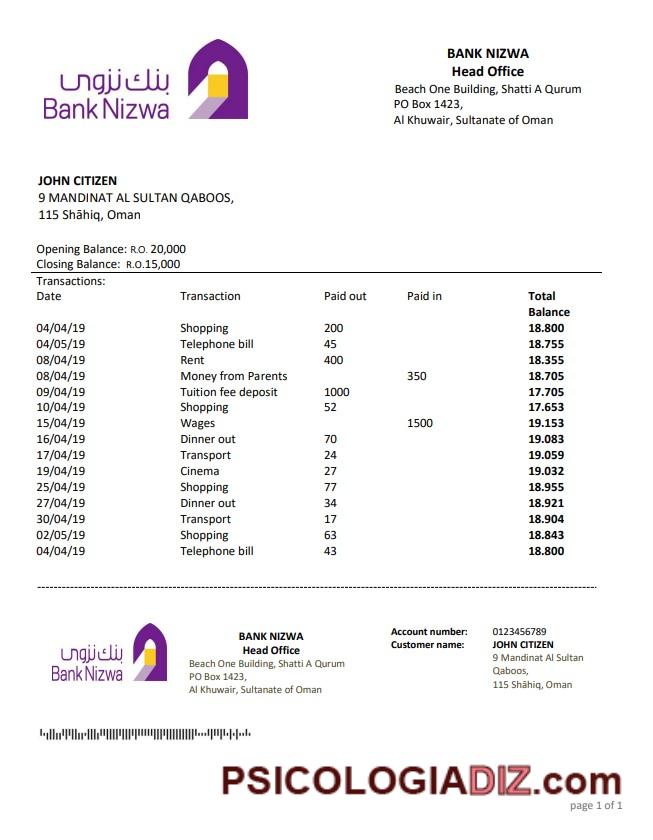 بنك نزوى
Bank Nizwa
BANK NIZWA
Head Office
Beach One Building, Shatti A Qurum
PO Box 1423,
Al Khuwair, Sultanate of Oman
JOHN CITIZEN
9 MANDINAT AL SULTAN QABOOS,
115 Shāhiq, Oman
Opening Balance: R.O. 20,000
Closing Balance: R.O.15,000
Transactions:
Date Transaction Paid out Paid in Total
Balance
04/04/19 Shopping 200 18.800
04/05/19 Telephone bill 45 18.755
08/04/19 Rent 400 18.355
08/04/19 Money from Parents 350 18.705
09/04/19 Tuition fee deposit 1000 17.705
10/04/19 Shopping 52 17.653
15/04/19 Wages 1500 19.153
16/04/19 Dinner out 70 19.083
17/04/19 Transport 24 19.059
19/04/19 Cinema 27 19.032
25/04/19 Shopping 77 18.955
27/04/19 Dinner out 34 18.921
30/04/19 Transport 17 18.904
02/05/19 Shopping 63 18.843
04/04/19 Telephone bill 43 18.800
بنك نزوى
Bank Nizwa
BANK NIZWA
Head Office
Beach One Building, Shatti A Qurum
PO Box 1423,
Al Khuwair, Sultanate of Oman
Account number: 0123456789
Customer name: JOHN CITIZEN
9 Mandinat Al Sultan
Qaboos,
115 Shāhiq, Oman
PSICOLOGIADIZ.com
page 1 of 1